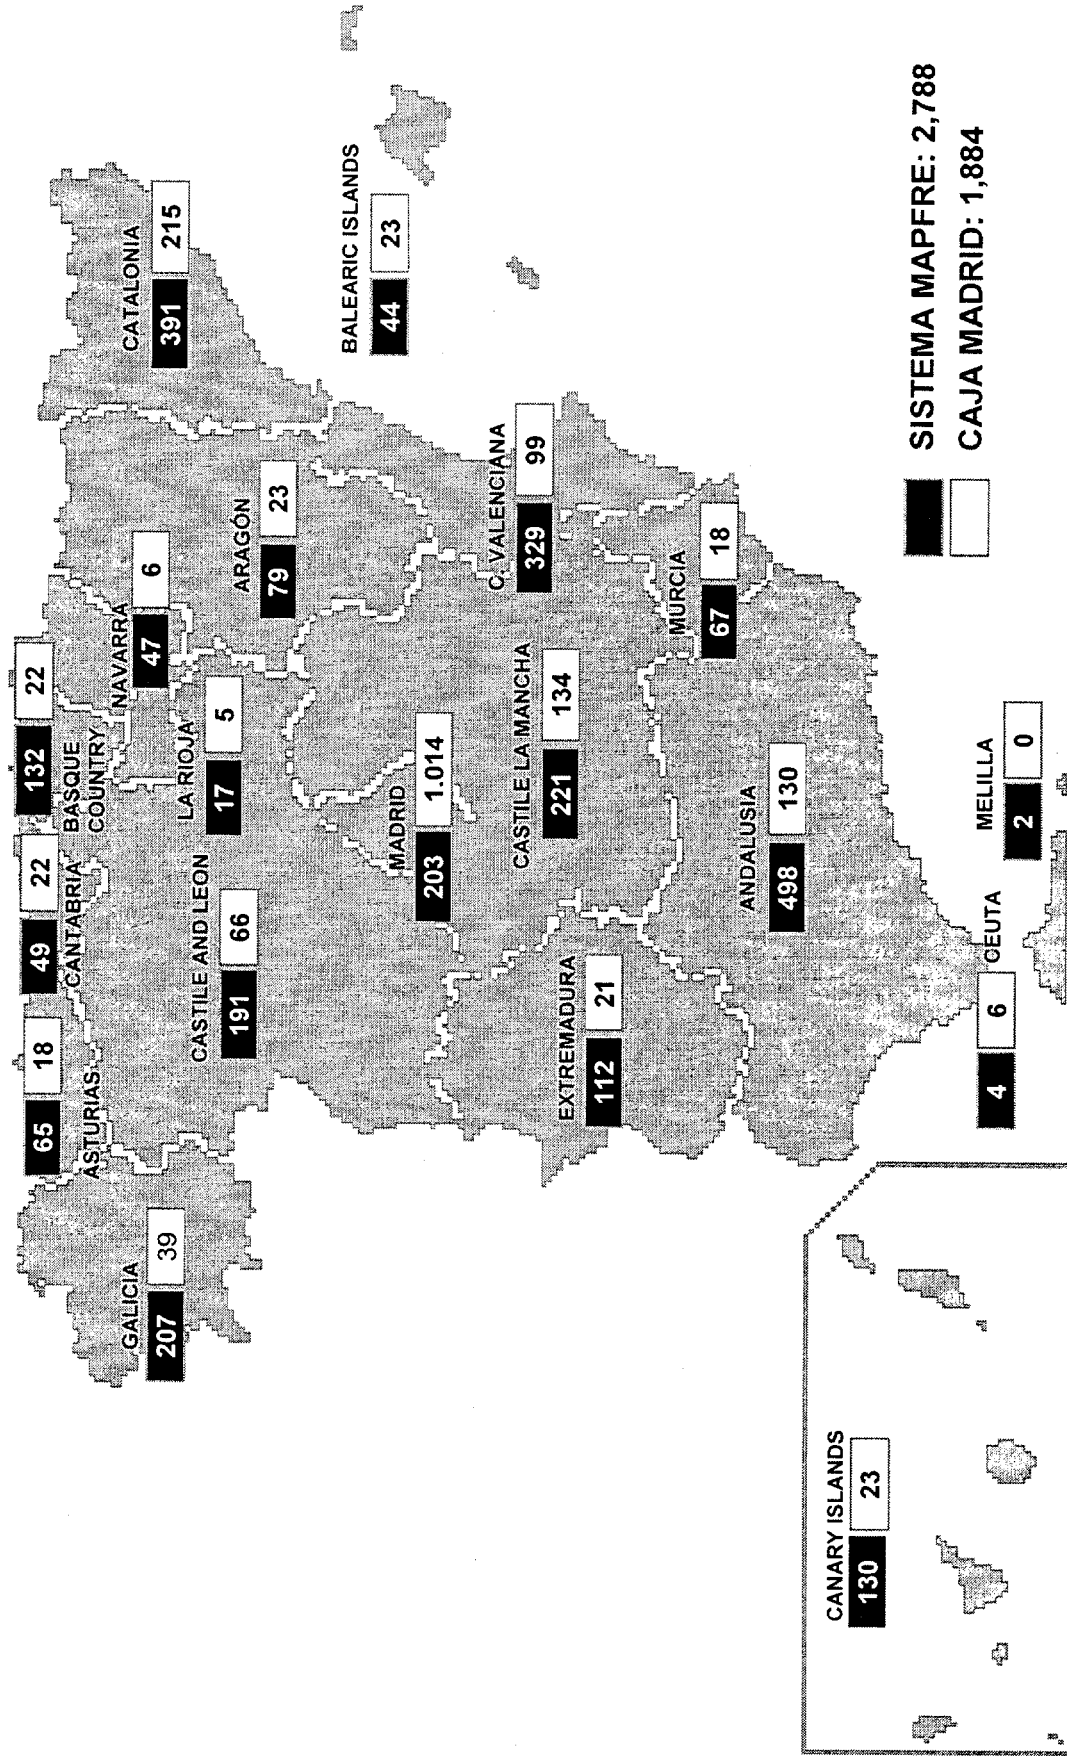 65 18
ASTURIAS
49 22
CANTABRIA
132 22
BASQUE
COUNTRY
GALICIA
207 39
NAVARRA
47 6
CATALONIA
391 215
CASTILE AND LEON
191 66
LA RIOJA
17 5
ARAGÓN
79 23
BALEARIC ISLANDS
44 23
MADRID
203 1.014
C. VALENCIANA
329 99
CASTILE LA MANCHA
221 134
EXTREMADURA
112 21
MURCIA
67 18
ANDALUSIA
498 130
CANARY ISLANDS
130 23
CEUTA
4 6
MELILLA
2 0
SISTEMA MAPFRE: 2,788
CAJA MADRID: 1,884